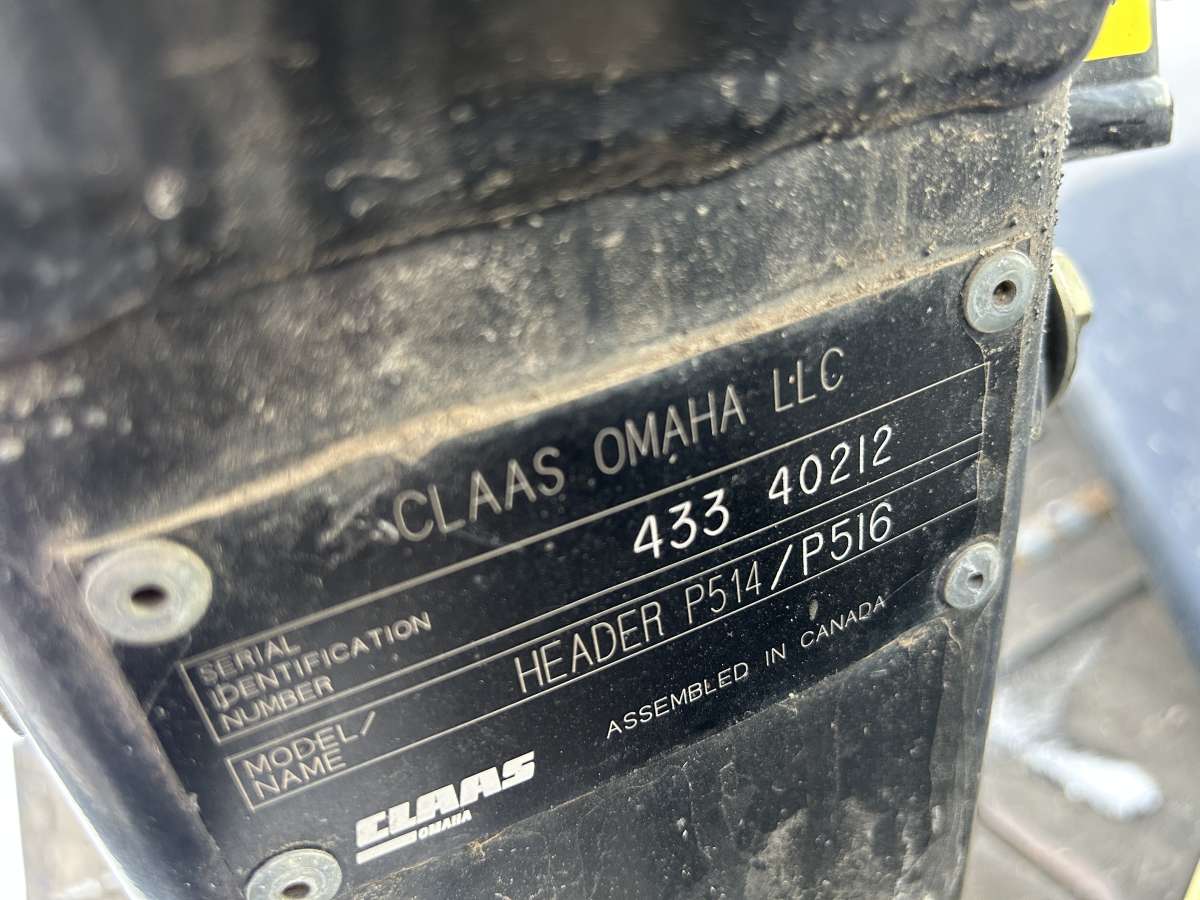 CLAAS OMAHA LLC
SERIAL
IDENTIFICATION
NUMBER
433 40212
MODEL/
NAME
HEADER P514/P516
ASSEMBLED IN CANADA
CLAAS
OMAHA